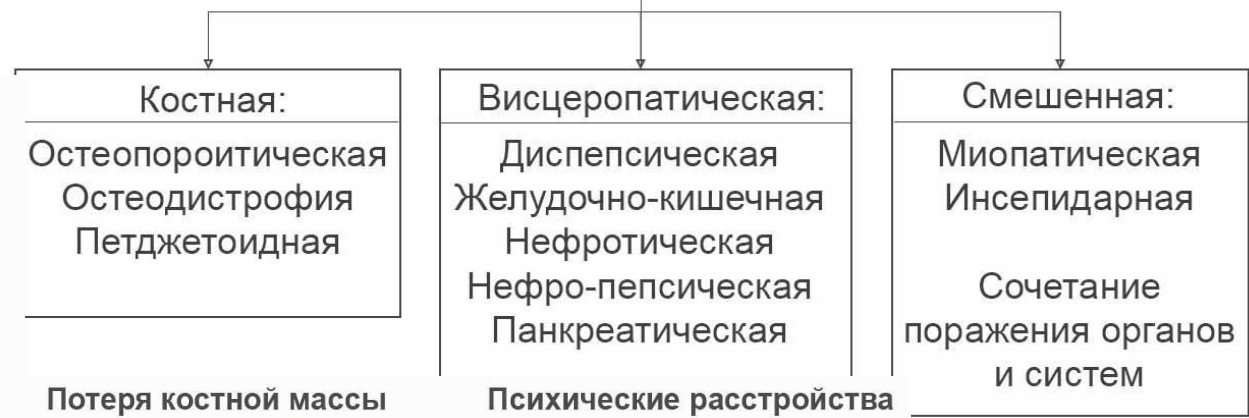 Костная:
Остеопороитическая
Остеодистрофия
Петджетоидная
Висцеропатическая:
Диспепсическая
Желудочно-кишечная
Нефротическая
Нефро-пепсическая
Панкреатическая
Смешенная:
Миопатическая
Инсепидарная
Сочетание
поражения органов
и систем
Потеря костной массы
Психические расстройства